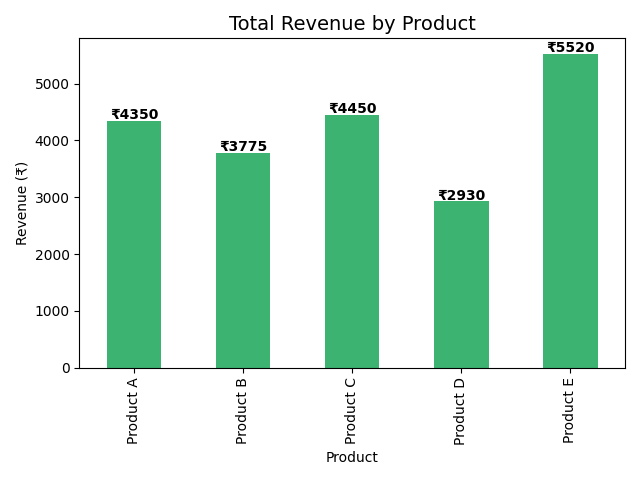 Total Revenue by Product
Revenue (₹)
5000
4000
3000
2000
1000
0
₹4350
₹3775
₹4450
₹2930
₹5520
Product A
Product B
Product C
Product D
Product E
Product